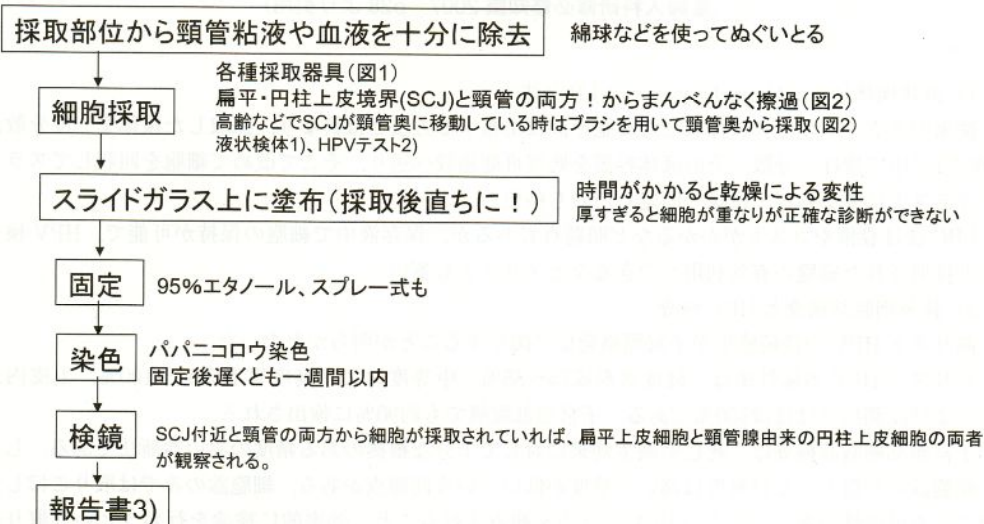 採取部位から頸管粘液や血液を十分に除去
綿球などを使ってぬぐいとる
各種採取器具(図1)
細胞採取
扁平・円柱上皮境界(SCJ)と頸管の両方！からまんべんなく擦過(図2)
高齢などでSCJが頸管奥に移動している時はブラシを用いて頸管奥から採取(図2)
液状検体1)、HPVテスト2)
スライドガラス上に塗布(採取後直ちに！)
時間がかかると乾燥による変性
厚すぎると細胞が重なりが正確な診断ができない
固定
95%エタノール、スプレー式も
染色
パパニコロウ染色
固定後遅くとも一週間以内
検鏡
SCJ付近と頸管の両方から細胞が採取されていれば、扁平上皮細胞と頸管腺由来の円柱上皮細胞の両者
が観察される。
報告書3)